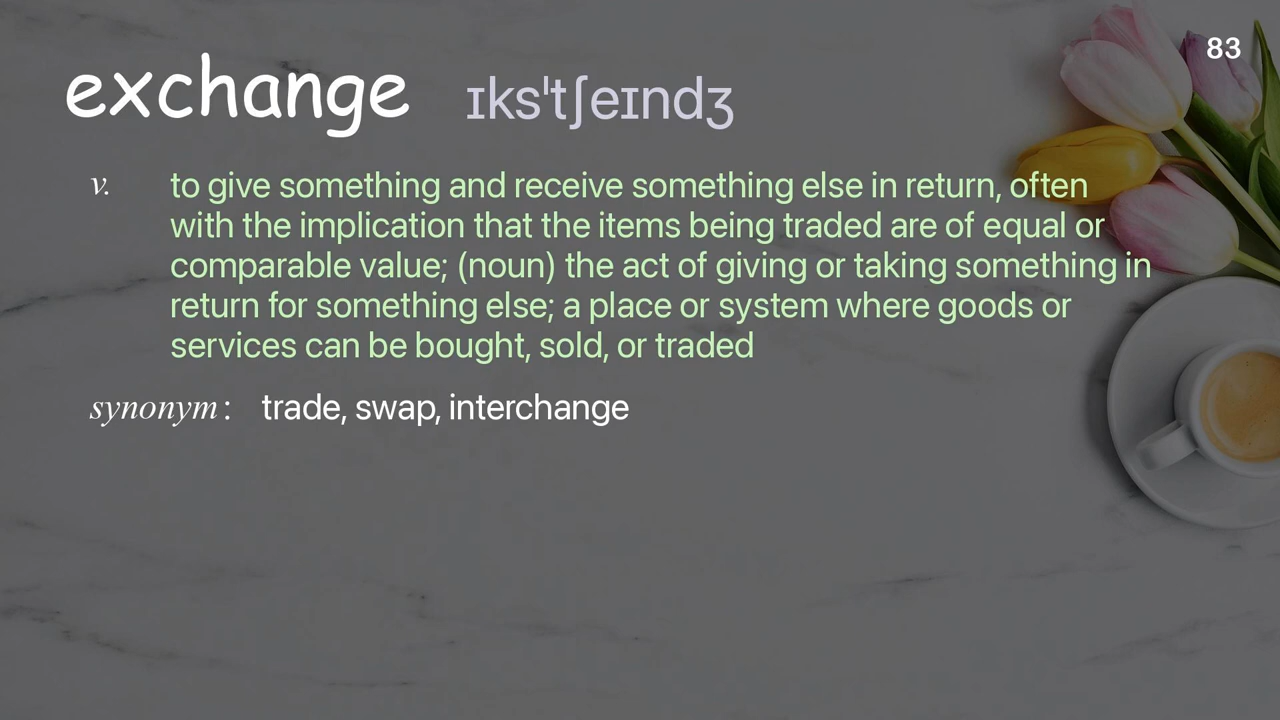 83
exchange ɪksˈtʃeɪndʒ
v. to give something and receive something else in return, often
with the implication that the items being traded are of equal or
comparable value; (noun) the act of giving or taking something in
return for something else; a place or system where goods or
services can be bought, sold, or traded
synonym: trade, swap, interchange